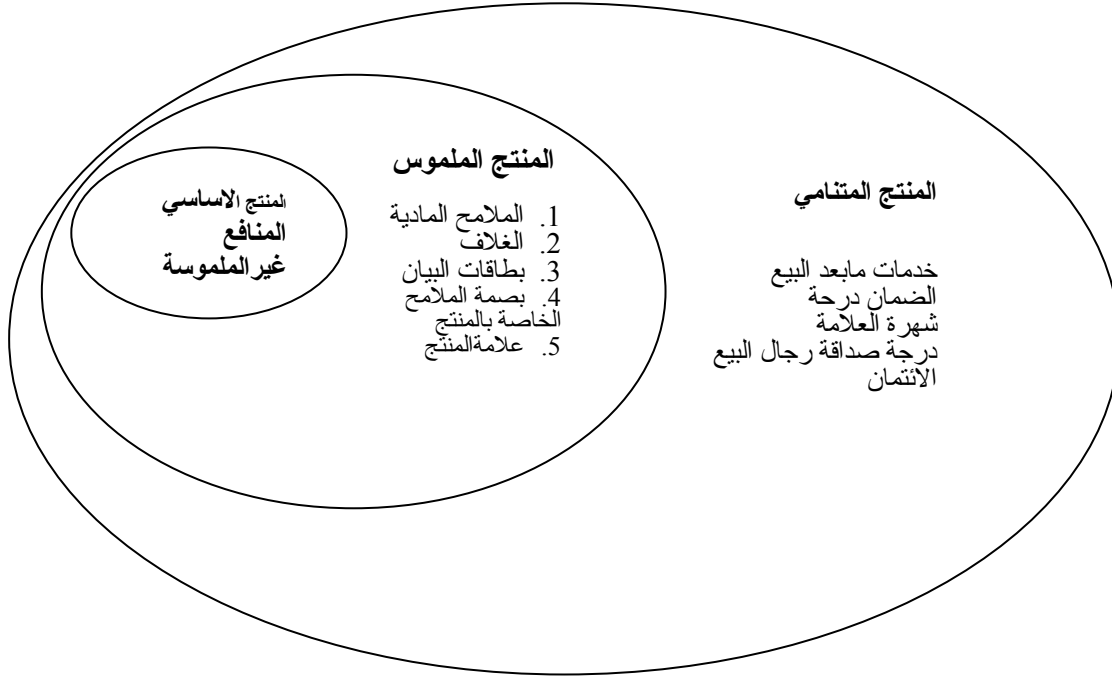 المنتج المتنامي
خدمات مابعد البيع
الضمان درحة
شهرة العلامة
درجة صداقة رجال البيع
الائتمان
المنتج الملموس
1. الملامح المادية
2. الغلاف
3. بطاقات البيان
4. بصمة الملامح
الخاصة بالمنتج
5. علامةالمنتج
المنتج الاساسي
المنافع
غيرالملموسة